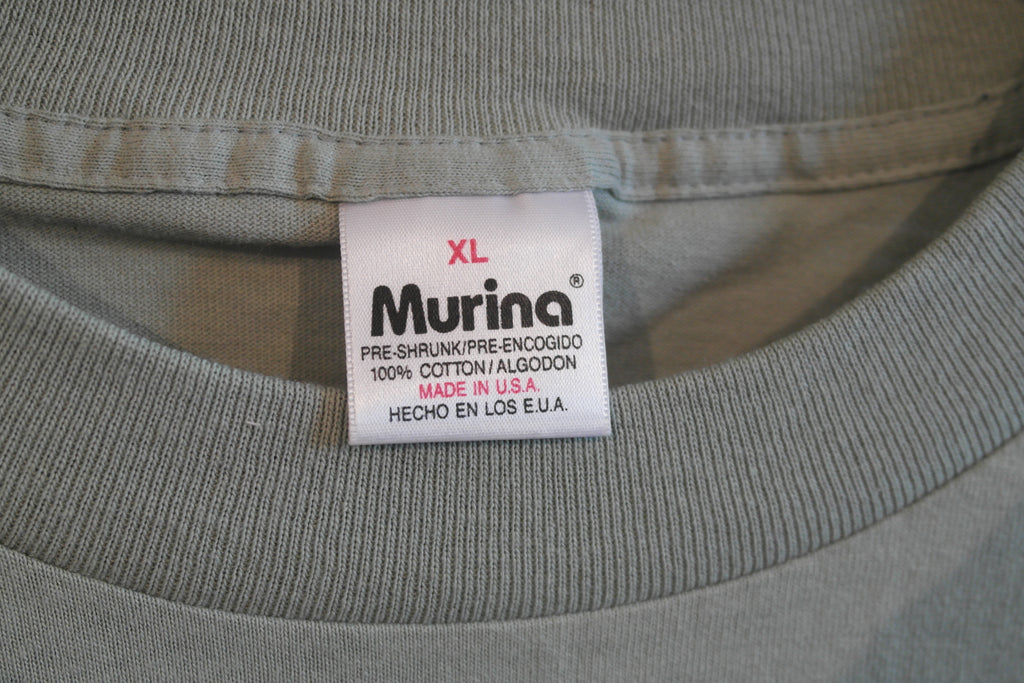 XL
Murina®
PRE-SHRUNK/PRE-ENCOGIDO
100% COTTON/ALGODON
MADE IN U.S.A.
HECHO EN LOS E.U.A.